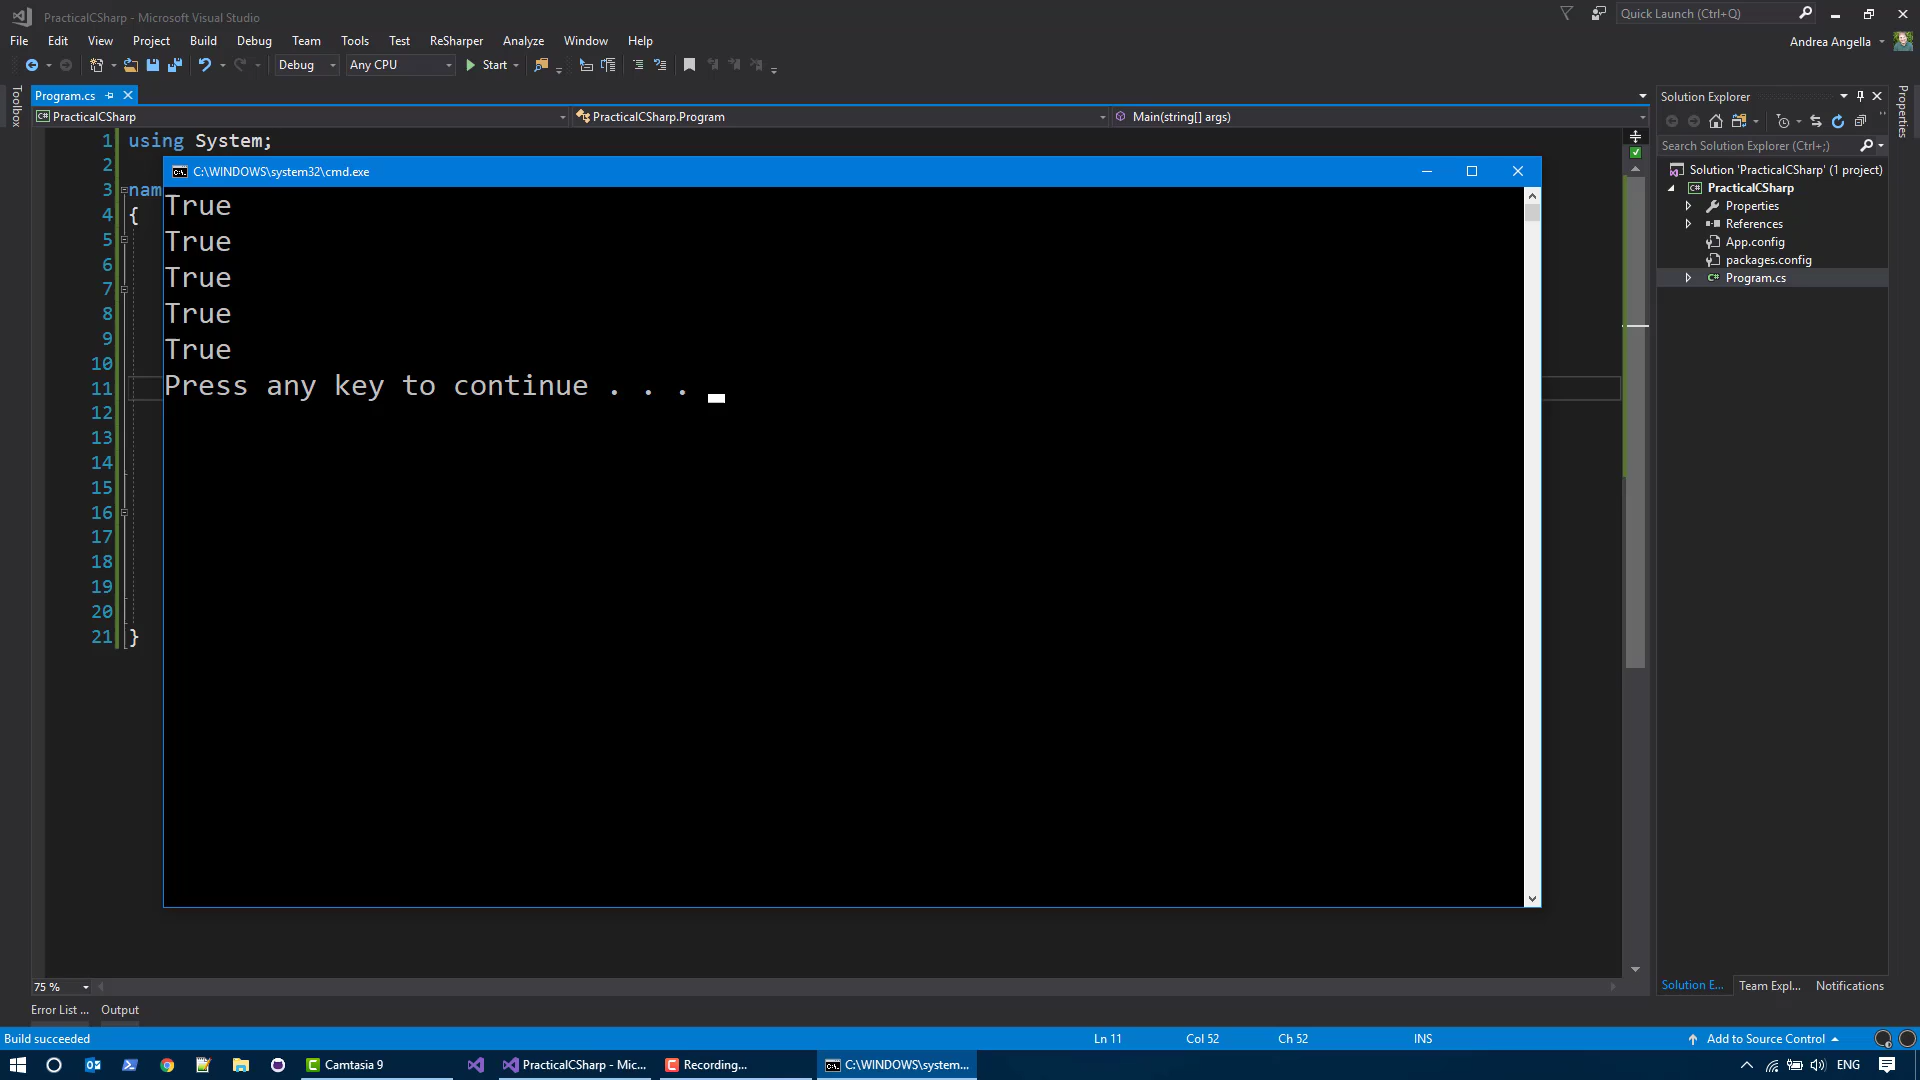 PracticalCSharp - Microsoft Visual Studio
Quick Launch (Ctrl+Q)
File Edit View Project Build Debug Team Tools Test ReSharper Analyze Window Help
Andrea Angella
Debug Any CPU Start
Toolbox
Program.cs
Solution Explorer
Properties
PracticalCSharp PracticalCSharp.Program Main(string[] args)
Search Solution Explorer (Ctrl+;)
Solution 'PracticalCSharp' (1 project)
PracticalCSharp
Properties
References
App.config
packages.config
Program.cs
1 using System;
2
3 nam
4 {
5
6
7
8
9
10
11
12
13
14
15
16
17
18
19
20
21 }
C:\WINDOWS\system32\cmd.exe
True
True
True
True
True
Press any key to continue . . .
75 %
Solution E... Team Expl... Notifications
Error List ... Output
Build succeeded Ln 11 Col 52 Ch 52 INS Add to Source Control
Camtasia 9 PracticalCSharp - Mic... Recording... C:\WINDOWS\system... ENG